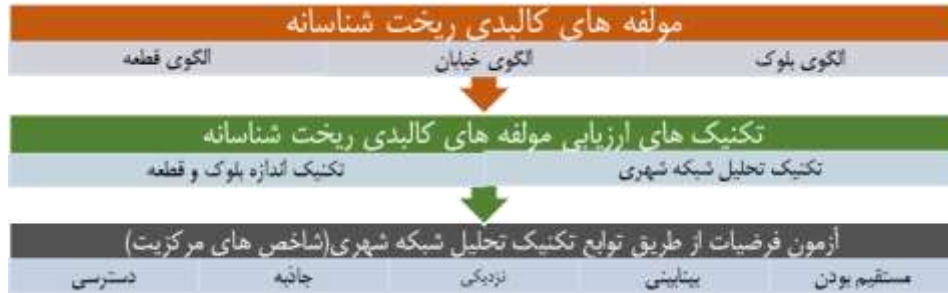 مولفه های کالبدی ریخت شناسانه
الگوی بلوک الگوی خیابان الگوی قطعه
تکنیک های ارزیابی مولفه های کالبدی ریخت شناسانه
تکنیک تحلیل شبکه شهری تکنیک اندازه بلوک و قطعه
آزمون فرضیات از طریق توابع تکنیک تحلیل شبکه شهری(شاخص های مرکزیت)
مستقیم بودن بینابینی نزدیکی جاذبه دسترسی